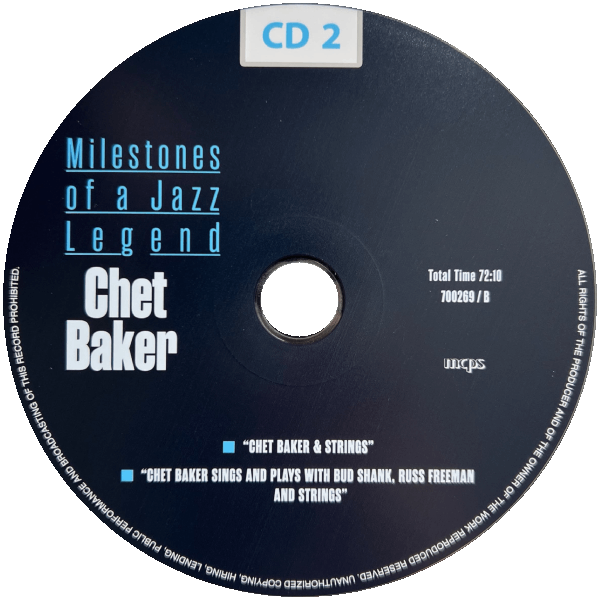 CD 2
Milestones
of a Jazz
Legend
Chet
Baker
Total Time 72:10
700269 / B
mcps
"CHET BAKER & STRINGS"
"CHET BAKER SINGS AND PLAYS WITH BUD SHANK, RUSS FREEMAN
AND STRINGS"
ALL RIGHTS OF THE PRODUCER AND OF THE OWNER OF THE WORK REPRODUCED RESERVED. UNAUTHORIZED COPYING, HIRING, LENDING, PUBLIC PERFORMANCE AND BROADCASTING OF THIS RECORD PROHIBITED.